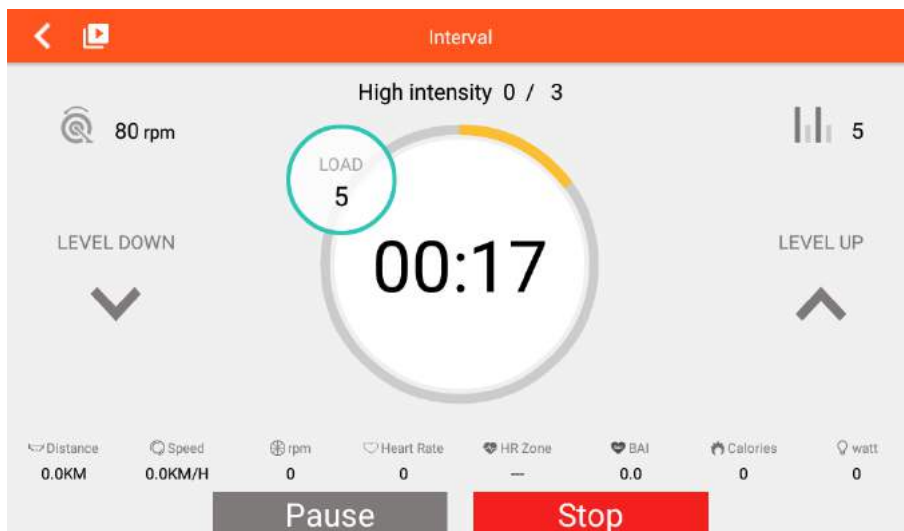 Interval
High intensity 0 / 3
80 rpm
5
LOAD
5
00:17
LEVEL DOWN
LEVEL UP
Distance Speed rpm Heart Rate HR Zone BAI Calories watt
0.0KM 0.0KM/H 0 0 --- 0.0 0 0
Pause Stop